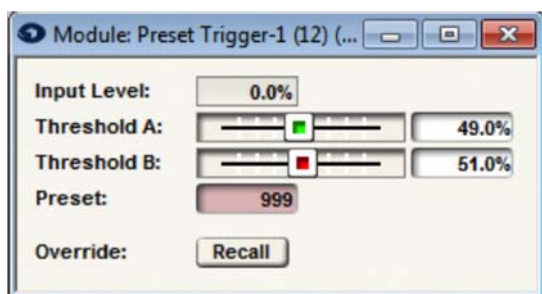 Module: Preset Trigger-1 (12) (...
Input Level: 0.0%
Threshold A: 49.0%
Threshold B: 51.0%
Preset: 999
Override: Recall